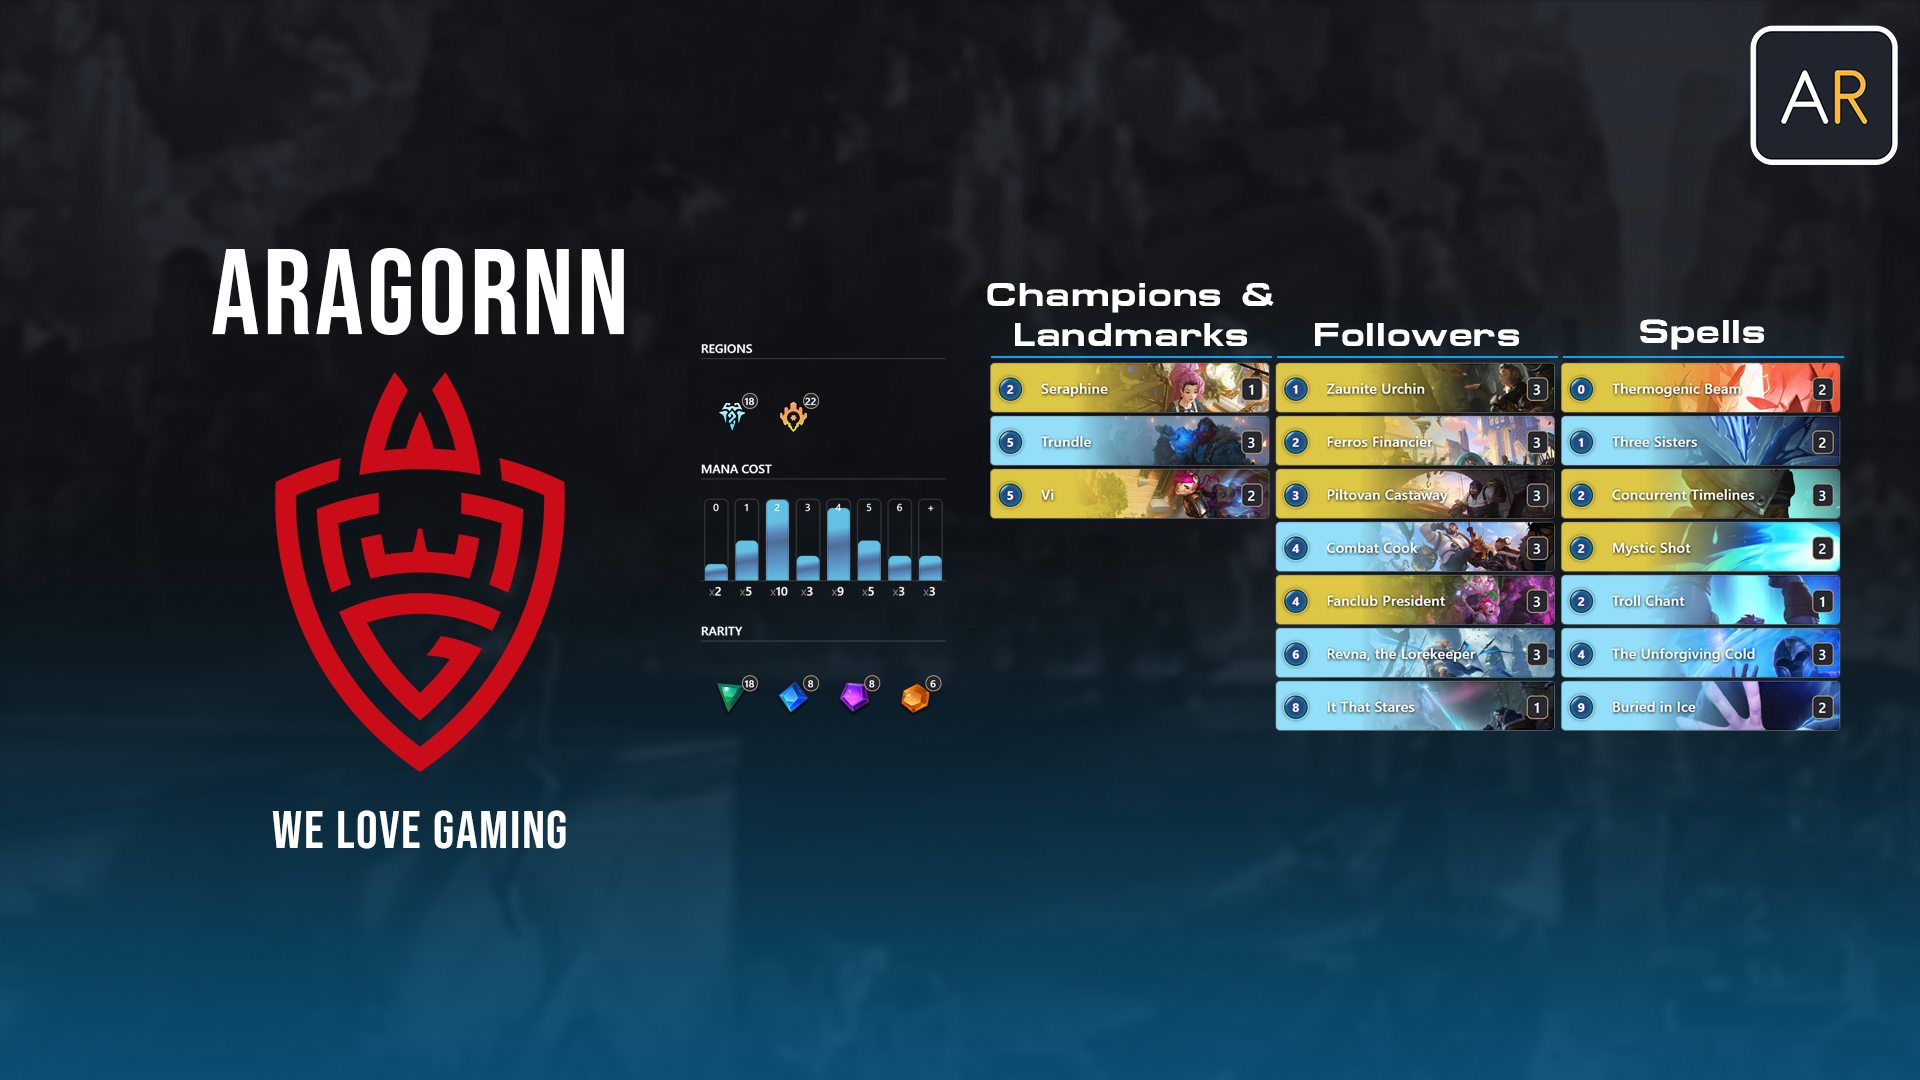 AR
ARAGORNN
WE LOVE GAMING
REGIONS
18 22
MANA COST
0 1 2 3 4 5 6 +
x2 x5 x10 x3 x9 x5 x3 x3
RARITY
18 8 8 6
Champions &
Landmarks
2 Seraphine 1
5 Trundle 3
5 Vi 2
Followers
1 Zaunite Urchin 3
2 Ferros Financier 3
3 Piltovan Castaway 3
4 Combat Cook 3
4 Fanclub President 3
6 Revna, the Lorekeeper 3
8 It That Stares 1
Spells
0 Thermogenic Beam 2
1 Three Sisters 2
2 Concurrent Timelines 3
2 Mystic Shot 2
2 Troll Chant 1
4 The Unforgiving Cold 3
9 Buried in Ice 2